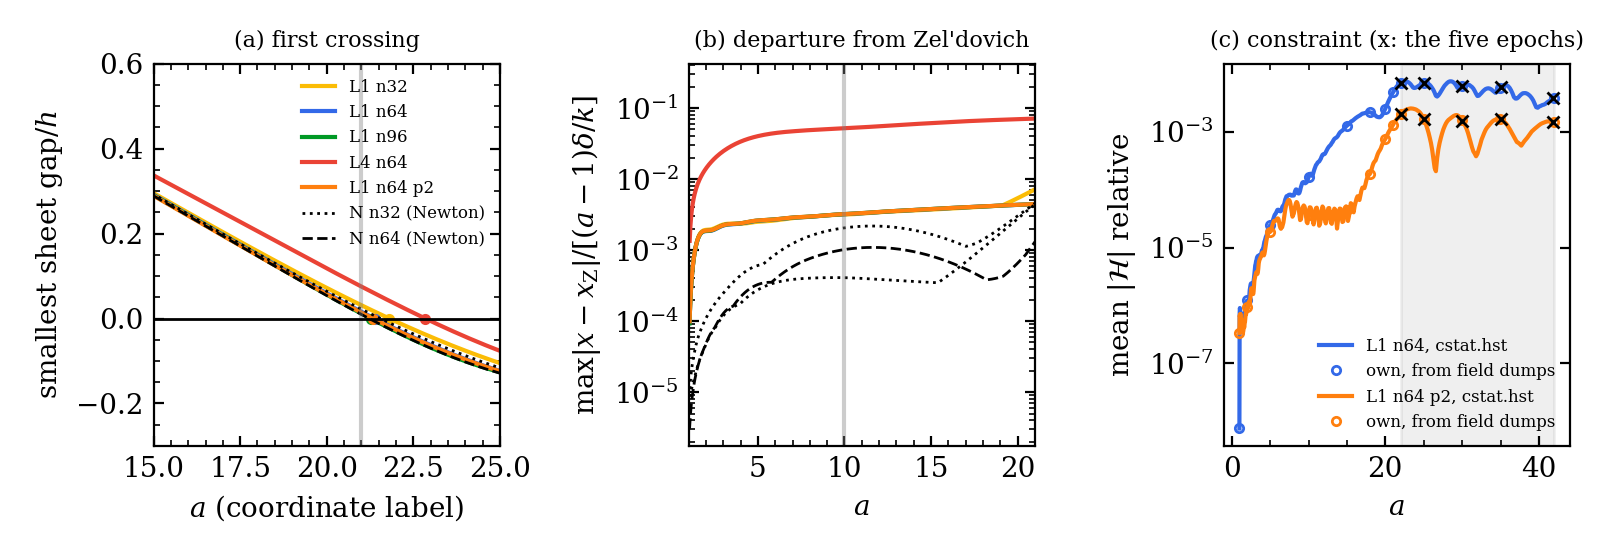 (a) first crossing
smallest sheet gap/h
0.6
0.4
0.2
0.0
−0.2
15.0 17.5 20.0 22.5 25.0
a (coordinate label)
L1 n32
L1 n64
L1 n96
L4 n64
L1 n64 p2
N n32 (Newton)
N n64 (Newton)
(b) departure from Zel'dovich
max|x − x_Z|/[(a − 1)δ/k]
10⁻¹
10⁻²
10⁻³
10⁻⁴
10⁻⁵
5 10 15 20
a
(c) constraint (x: the five epochs)
mean |ℋ| relative
10⁻³
10⁻⁵
10⁻⁷
0 20 40
a
L1 n64, cstat.hst
own, from field dumps
L1 n64 p2, cstat.hst
own, from field dumps